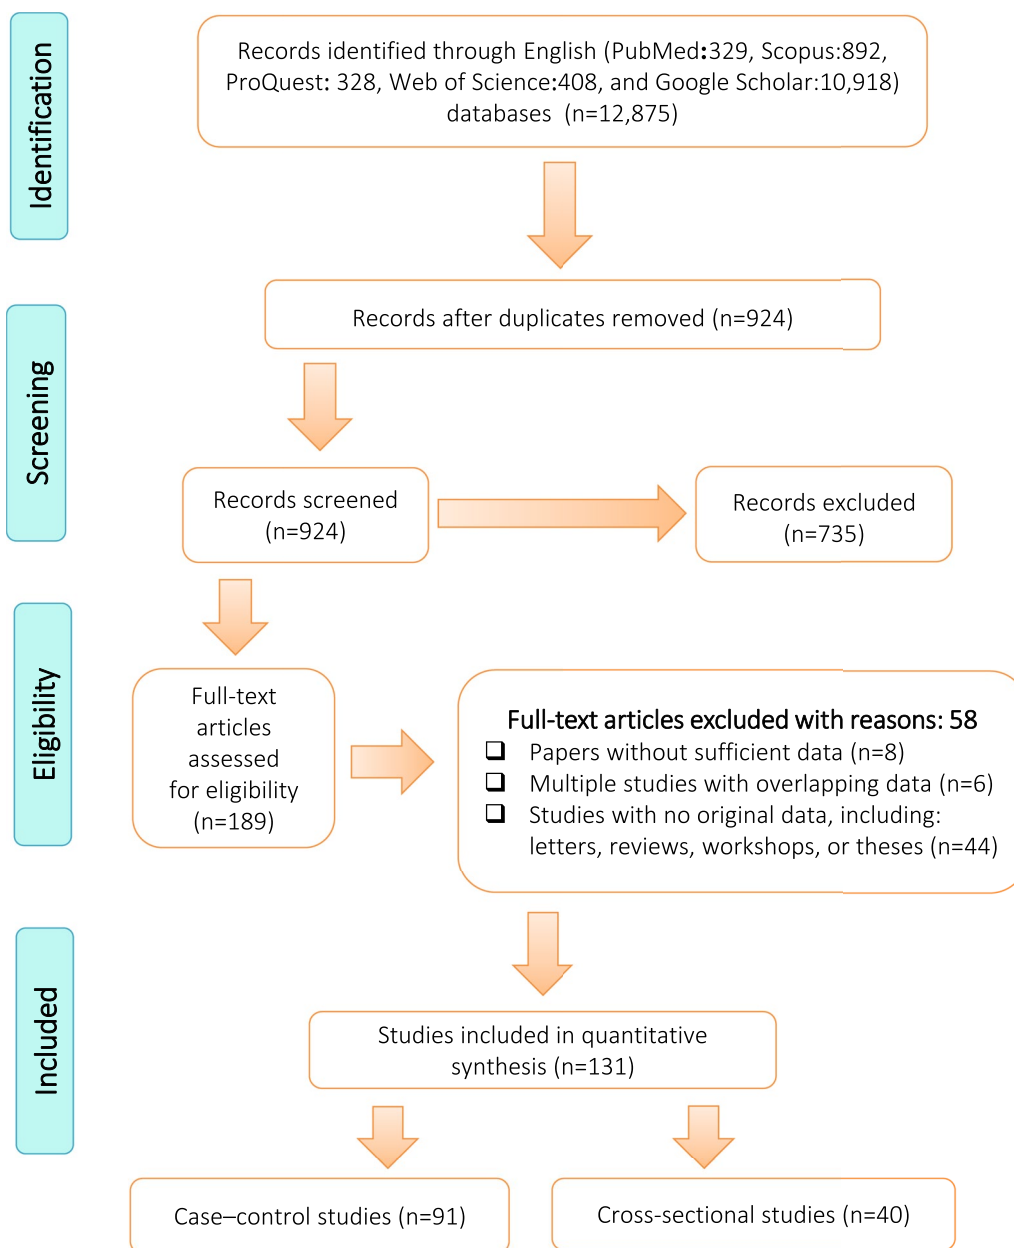 Identification
Records identified through English (PubMed:329, Scopus:892,
ProQuest: 328, Web of Science:408, and Google Scholar:10,918)
databases (n=12,875)
Records after duplicates removed (n=924)
Screening
Records screened
(n=924)
Records excluded
(n=735)
Eligibility
Full-text
articles
assessed
for eligibility
(n=189)
Full-text articles excluded with reasons: 58
❑ Papers without sufficient data (n=8)
❑ Multiple studies with overlapping data (n=6)
❑ Studies with no original data, including:
letters, reviews, workshops, or theses (n=44)
Included
Studies included in quantitative
synthesis (n=131)
Case–control studies (n=91)
Cross-sectional studies (n=40)